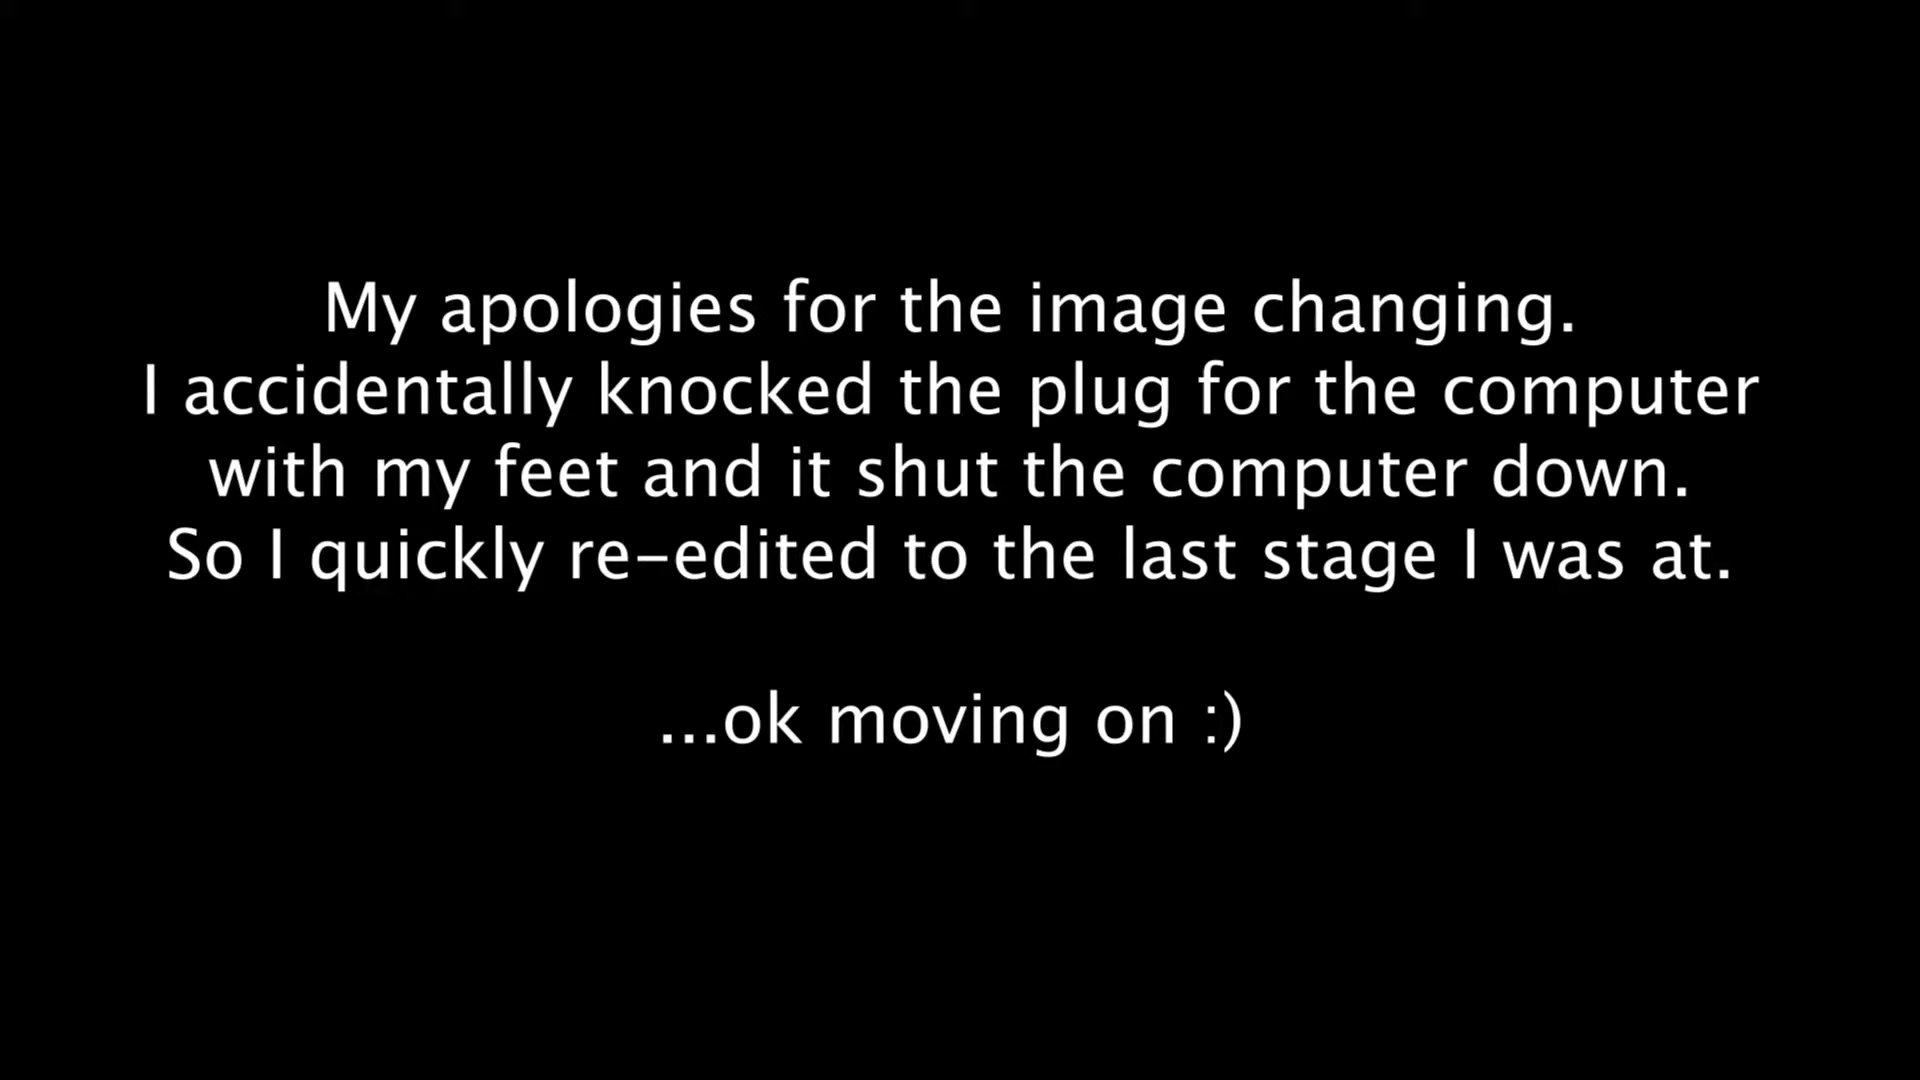 My apologies for the image changing.
I accidentally knocked the plug for the computer
with my feet and it shut the computer down.
So I quickly re-edited to the last stage I was at.
...ok moving on :)